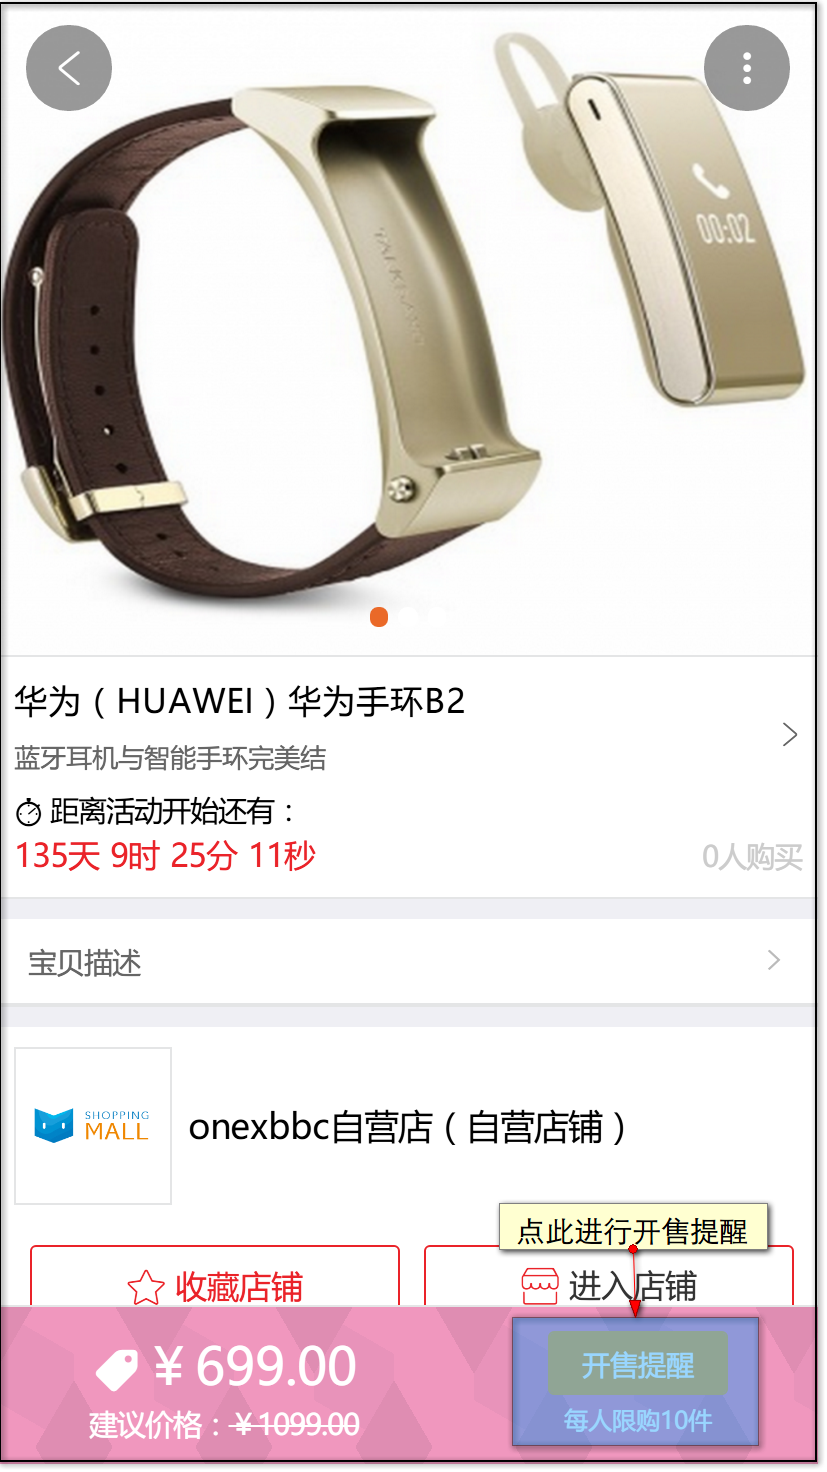 00:02
TALKBAND
华为（HUAWEI）华为手环B2
蓝牙耳机与智能手环完美结
距离活动开始还有：
135天 9时 25分 11秒
0人购买
宝贝描述
SHOPPING
MALL
onexbbc自营店（自营店铺）
点此进行开售提醒
收藏店铺
进入店铺
¥ 699.00
开售提醒
建议价格：¥1099.00
每人限购10件